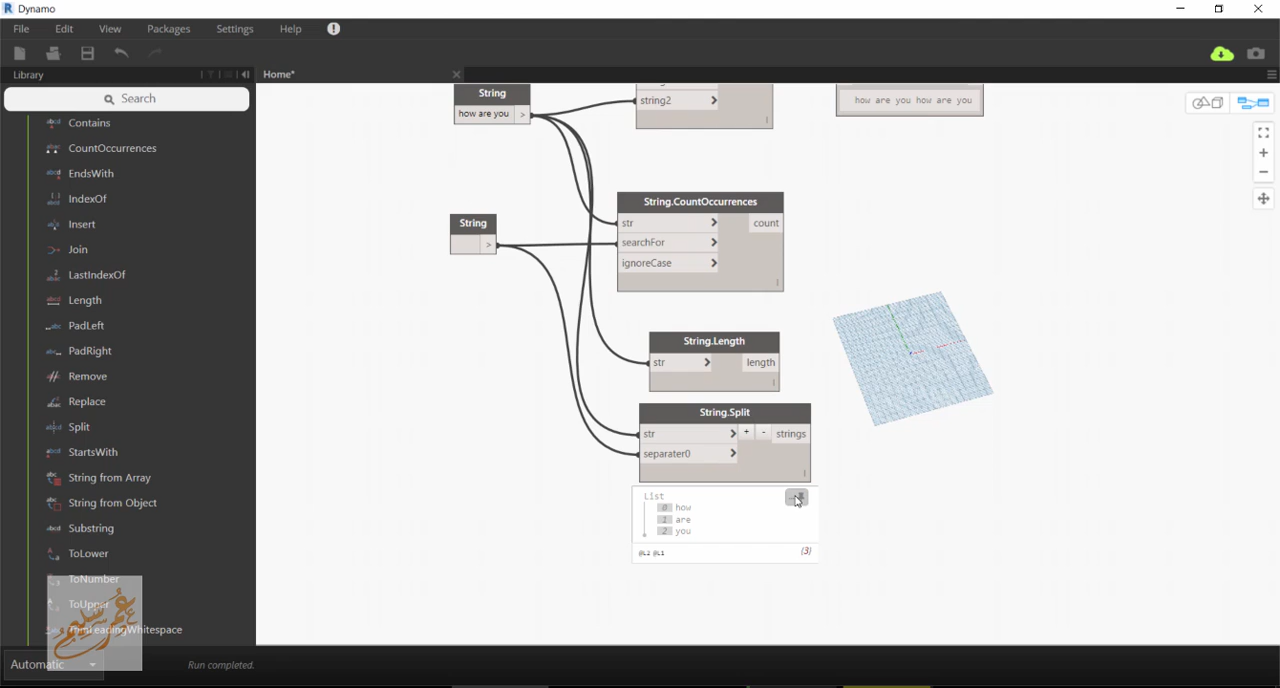 Dynamo
File Edit View Packages Settings Help
Library
Home*
Search
Contains
CountOccurrences
EndsWith
IndexOf
Insert
Join
LastIndexOf
Length
PadLeft
PadRight
Remove
Replace
Split
StartsWith
String from Array
String from Object
Substring
ToLower
ToNumber
ToUpper
Automatic
Run completed.
String
how are you >
string2
how are you how are you
String
>
String.CountOccurrences
str
count
searchFor
ignoreCase
String.Length
str
length
String.Split
str
+ -
strings
separater0
List
0 how
1 are
2 you
@L2 @L1
(3)